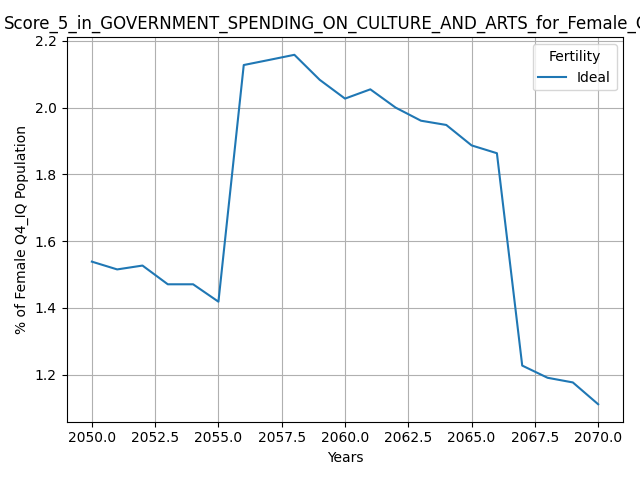 Score_5_in_GOVERNMENT_SPENDING_ON_CULTURE_AND_ARTS_for_Female_
2.2
2.0
1.8
1.6
1.4
1.2
% of Female Q4_IQ Population
Fertility
Ideal
2050.0 2052.5 2055.0 2057.5 2060.0 2062.5 2065.0 2067.5 2070.0
Years